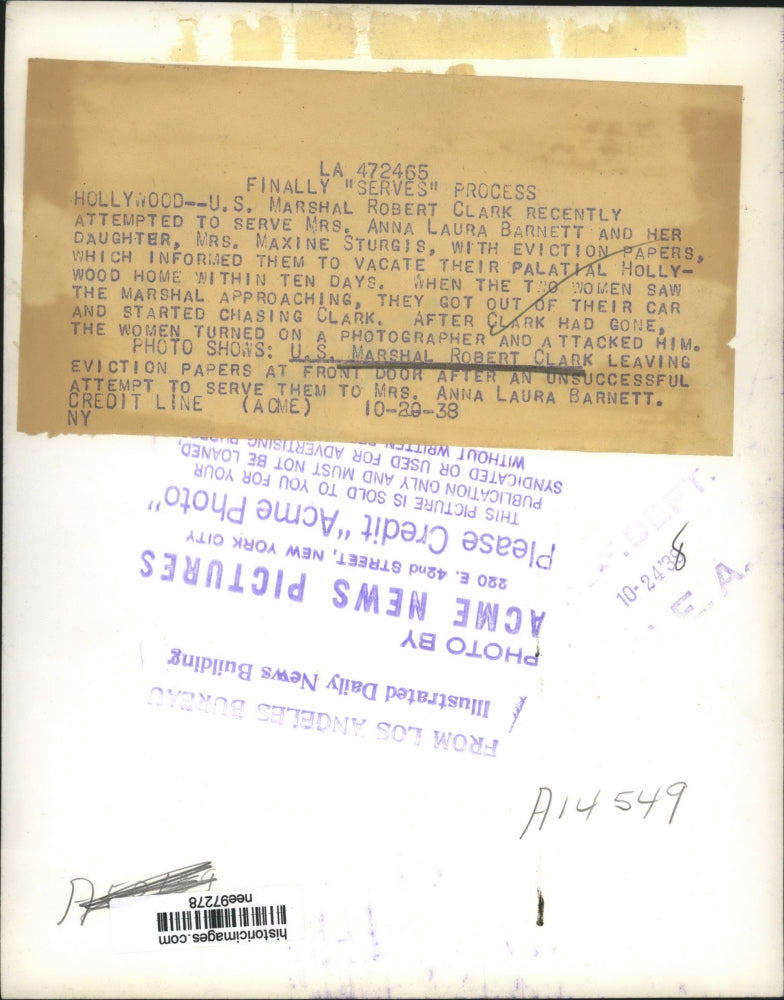 LA 472465
FINALLY "SERVES" PROCESS
HOLLYWOOD--U.S. MARSHAL ROBERT CLARK RECENTLY
ATTEMPTED TO SERVE MRS. ANNA LAURA BARNETT AND HER
DAUGHTER, MRS. MAXINE STURGIS, WITH EVICTION PAPERS,
WHICH INFORMED THEM TO VACATE THEIR PALATIAL HOLLY-
WOOD HOME WITHIN TEN DAYS. WHEN THE TWO WOMEN SAW
THE MARSHAL APPROACHING, THEY GOT OUT OF THEIR CAR
AND STARTED CHASING CLARK. AFTER CLARK HAD GONE,
THE WOMEN TURNED ON A PHOTOGRAPHER AND ATTACKED HIM.
PHOTO SHOWS: U.S. MARSHAL ROBERT CLARK LEAVING
EVICTION PAPERS AT FRONT DOOR AFTER AN UNSUCCESSFUL
ATTEMPT TO SERVE THEM TO MRS. ANNA LAURA BARNETT.
CREDIT LINE (ACME) 10-20-38
NY
FROM LOS ANGELES BUREAU
Illustrated Daily News Building
PHOTO BY
ACME NEWS PICTURES
220 E. 42nd STREET, NEW YORK CITY
Please Credit "Acme Photo"
THIS PICTURE IS SOLD TO YOU FOR YOUR
PUBLICATION ONLY AND MUST NOT BE LOANED,
SYNDICATED OR USED FOR ADVERTISING
WITHOUT WRITTEN
DEPT.
10-24'38
8
E.A.
A14549
historicimages.com
nee97278